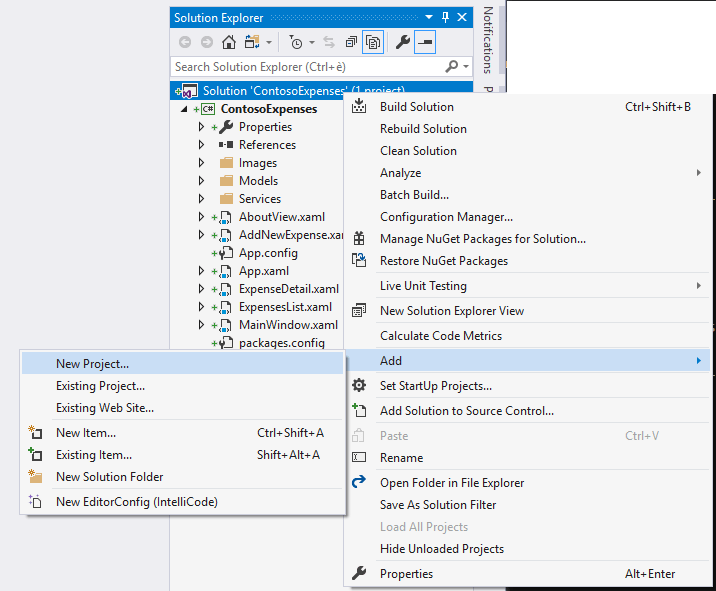 Solution Explorer
Notifications
Search Solution Explorer (Ctrl+è)
Solution 'ContosoExpenses' (1 project)
ContosoExpenses
Properties
References
Images
Models
Services
AboutView.xaml
AddNewExpense.xa
App.config
App.xaml
ExpenseDetail.xaml
ExpensesList.xaml
MainWindow.xaml
packages.config
Build Solution Ctrl+Shift+B
Rebuild Solution
Clean Solution
Analyze
Batch Build...
Configuration Manager...
Manage NuGet Packages for Solution...
Restore NuGet Packages
Live Unit Testing
New Solution Explorer View
Calculate Code Metrics
Add
Set StartUp Projects...
Add Solution to Source Control...
Paste Ctrl+V
Rename
Open Folder in File Explorer
Save As Solution Filter
Load All Projects
Hide Unloaded Projects
Properties Alt+Enter
New Project...
Existing Project...
Existing Web Site...
New Item... Ctrl+Shift+A
Existing Item... Shift+Alt+A
New Solution Folder
New EditorConfig (IntelliCode)